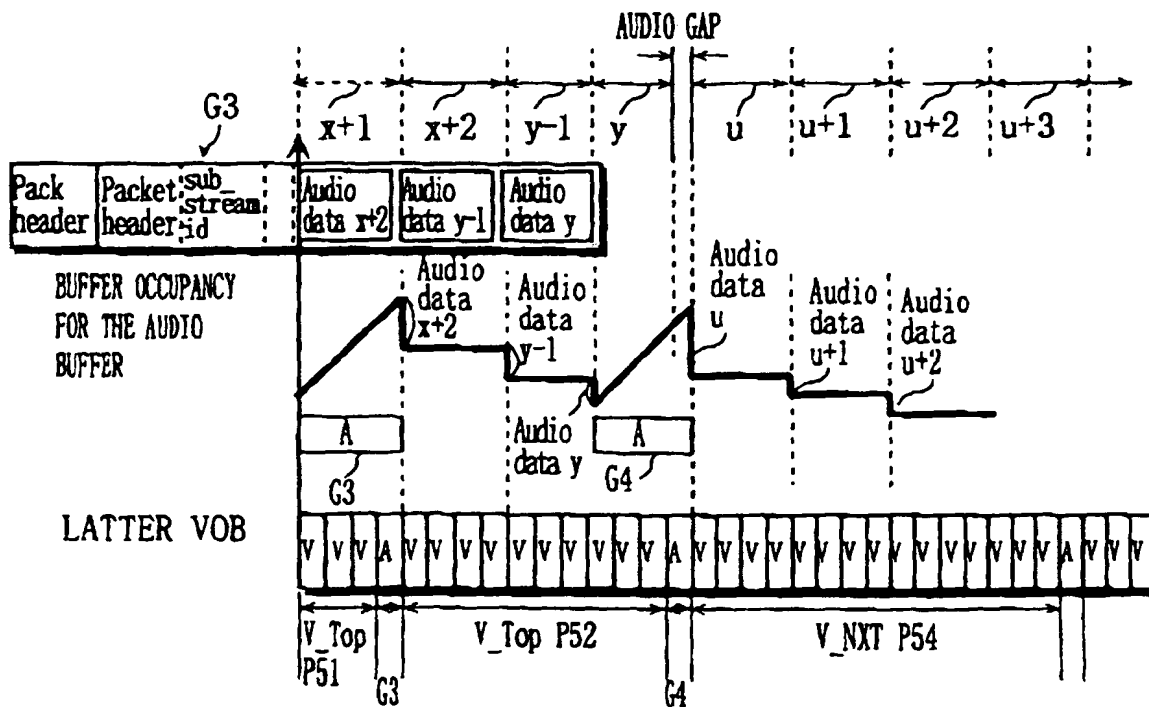 AUDIO GAP
G3
x+1 x+2 y-1 y u u+1 u+2 u+3
Pack header
Packet header
sub_stream id
Audio data x+2
Audio data y-1
Audio data y
BUFFER OCCUPANCY
FOR THE AUDIO
BUFFER
Audio
data
x+2
Audio
data
y-1
Audio
data y
Audio
data
u
Audio
data
u+1
Audio
data
u+2
A
G3
A
G4
LATTER VOB
V V V A V V V V V V V V V V A V V V V V V V V V V V V V V V A V V V
V_Top
P51
G3
V_Top P52
G4
V_NXT P54